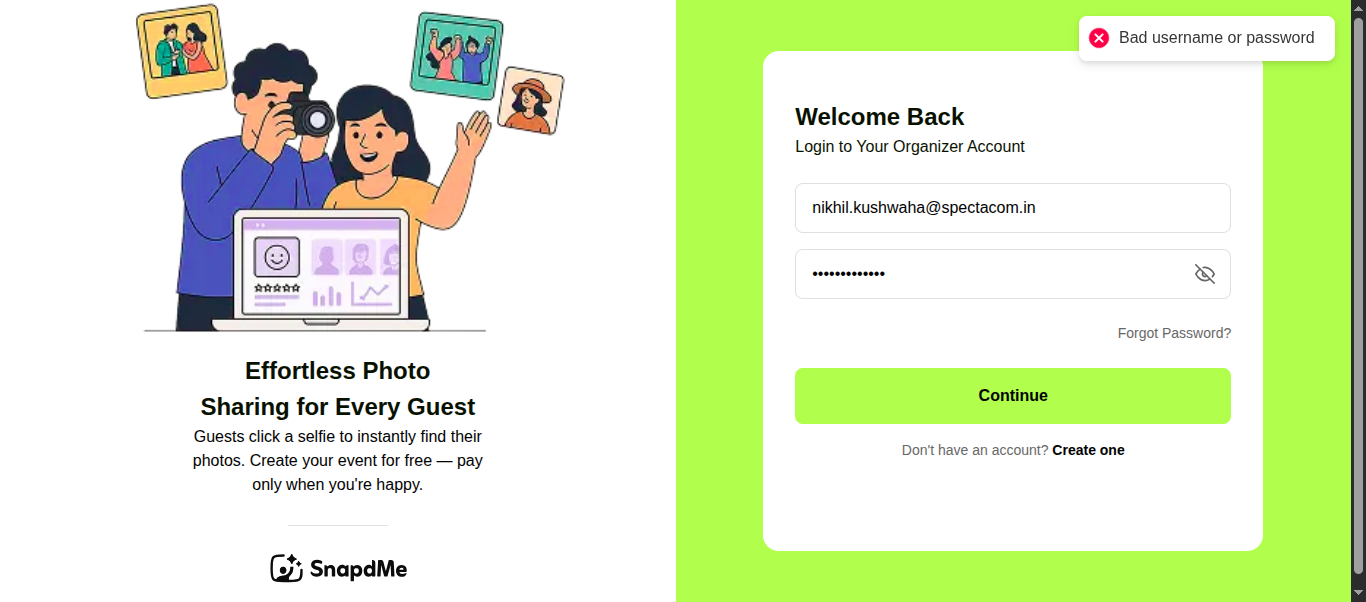 Effortless Photo
Sharing for Every Guest
Guests click a selfie to instantly find their
photos. Create your event for free — pay
only when you're happy.
SnapdMe
Bad username or password
Welcome Back
Login to Your Organizer Account
nikhil.kushwaha@spectacom.in
•••••••••••••
Forgot Password?
Continue
Don't have an account? Create one